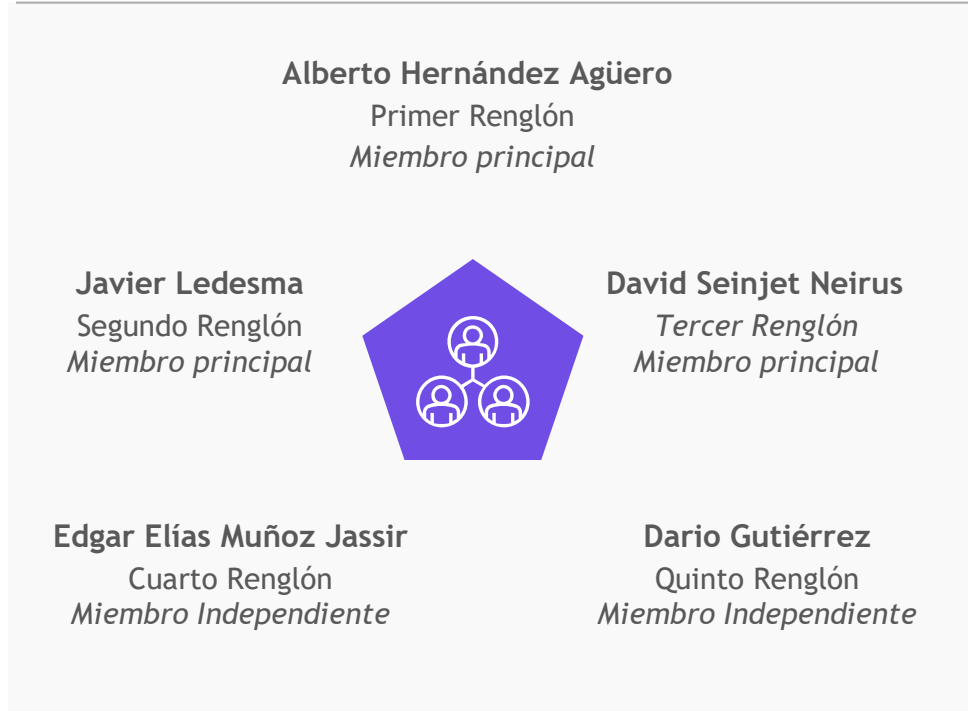 Alberto Hernández Agüero
Primer Renglón
Miembro principal
Javier Ledesma
Segundo Renglón
Miembro principal
David Seinjet Neirus
Tercer Renglón
Miembro principal
Edgar Elías Muñoz Jassir
Cuarto Renglón
Miembro Independiente
Dario Gutiérrez
Quinto Renglón
Miembro Independiente